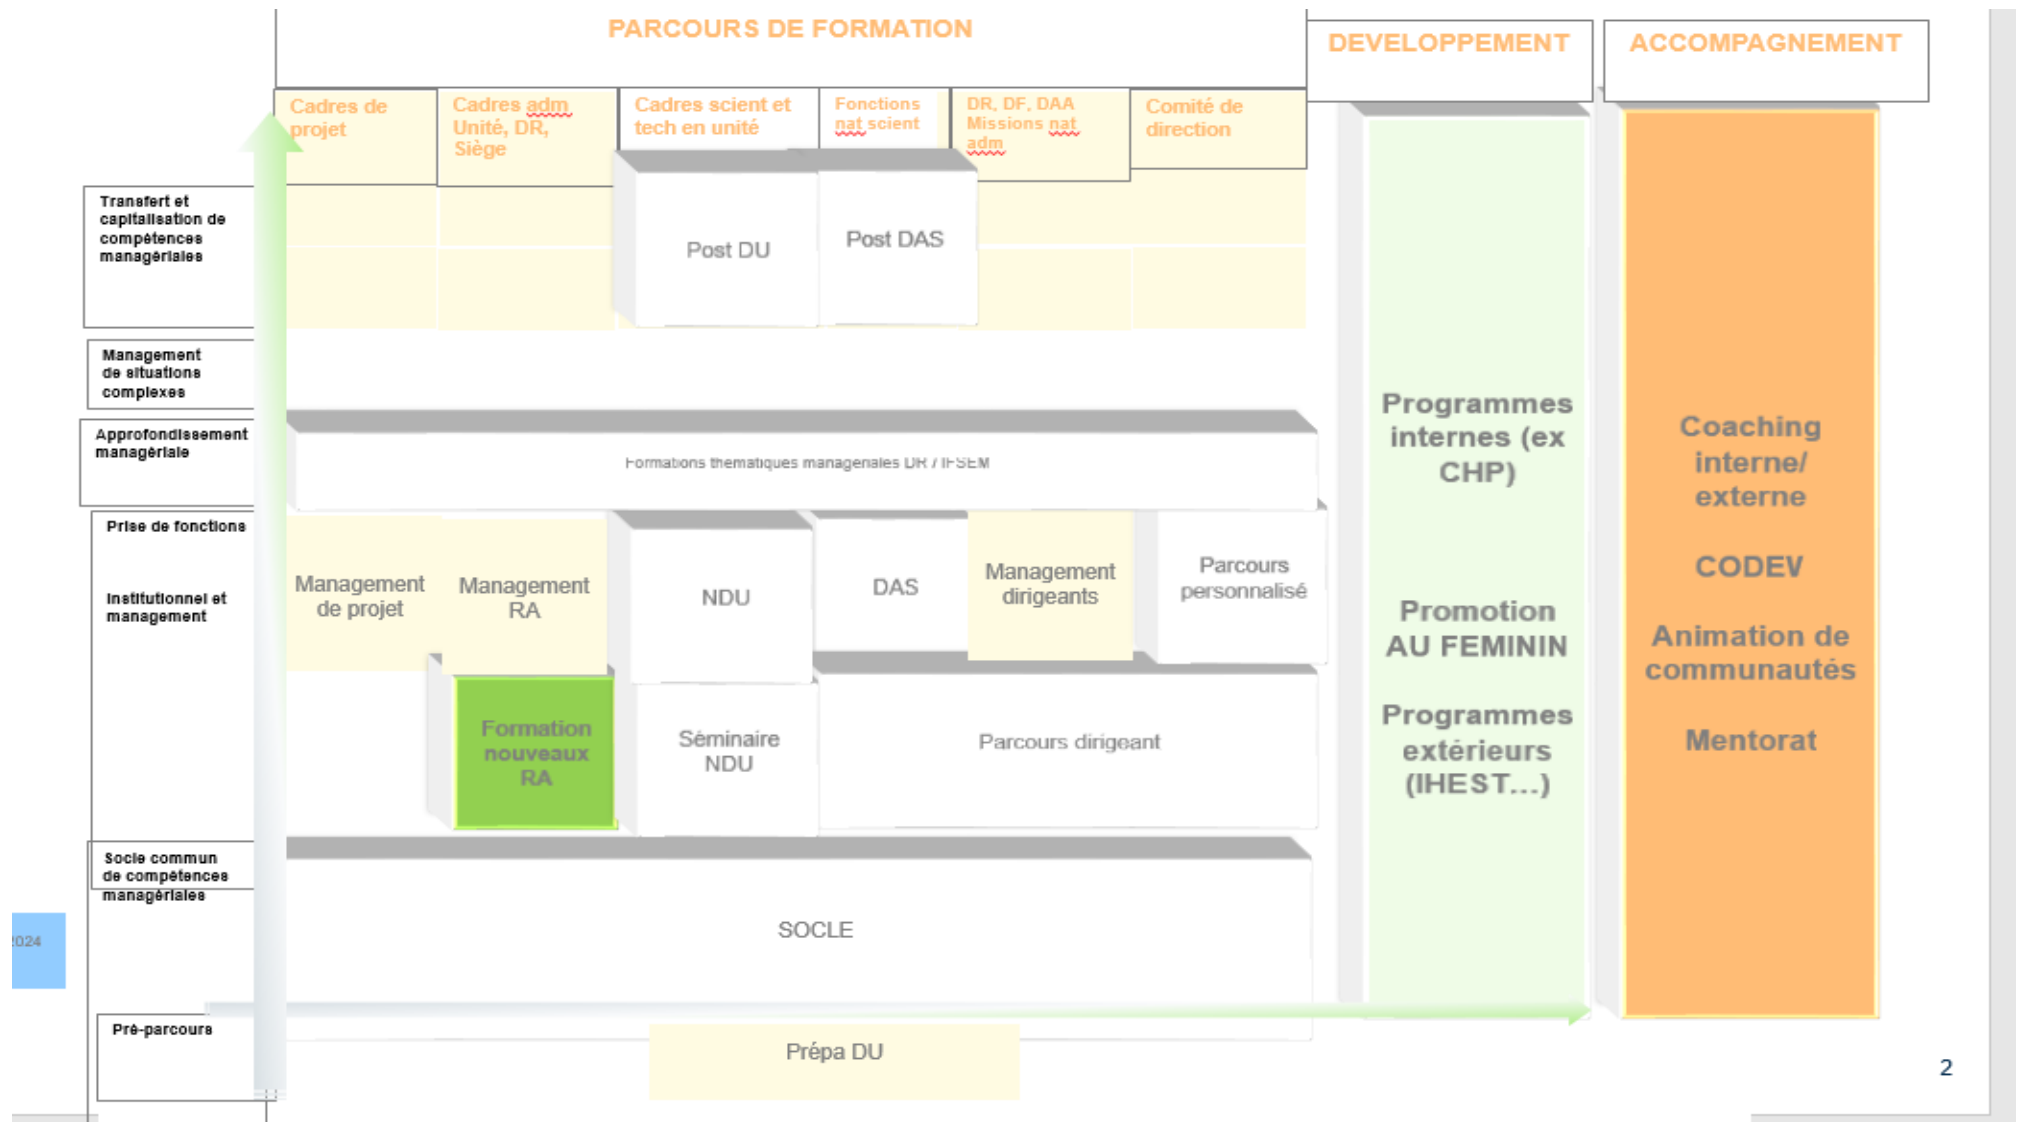 PARCOURS DE FORMATION
DEVELOPPEMENT
ACCOMPAGNEMENT
Cadres de
projet
Cadres adm
Unité, DR,
Siège
Cadres scient et
tech en unité
Fonctions
nat scient
DR, DF, DAA
Missions nat
adm
Comité de
direction
Transfert et
capitalisation de
compétences
managériales
Post DU
Post DAS
Management
de situations
complexes
Approfondissement
managériale
Formations thématiques managériales DR / IFSEM
Prise de fonctions
Institutionnel et
management
Management
de projet
Management
RA
NDU
DAS
Management
dirigeants
Parcours
personnalisé
Formation
nouveaux
RA
Séminaire
NDU
Parcours dirigeant
Socle commun
de compétences
managériales
SOCLE
Pré-parcours
Prépa DU
Programmes
internes (ex
CHP)
Promotion
AU FEMININ
Programmes
extérieurs
(IHEST...)
Coaching
interne/
externe
CODEV
Animation de
communautés
Mentorat
2024
2